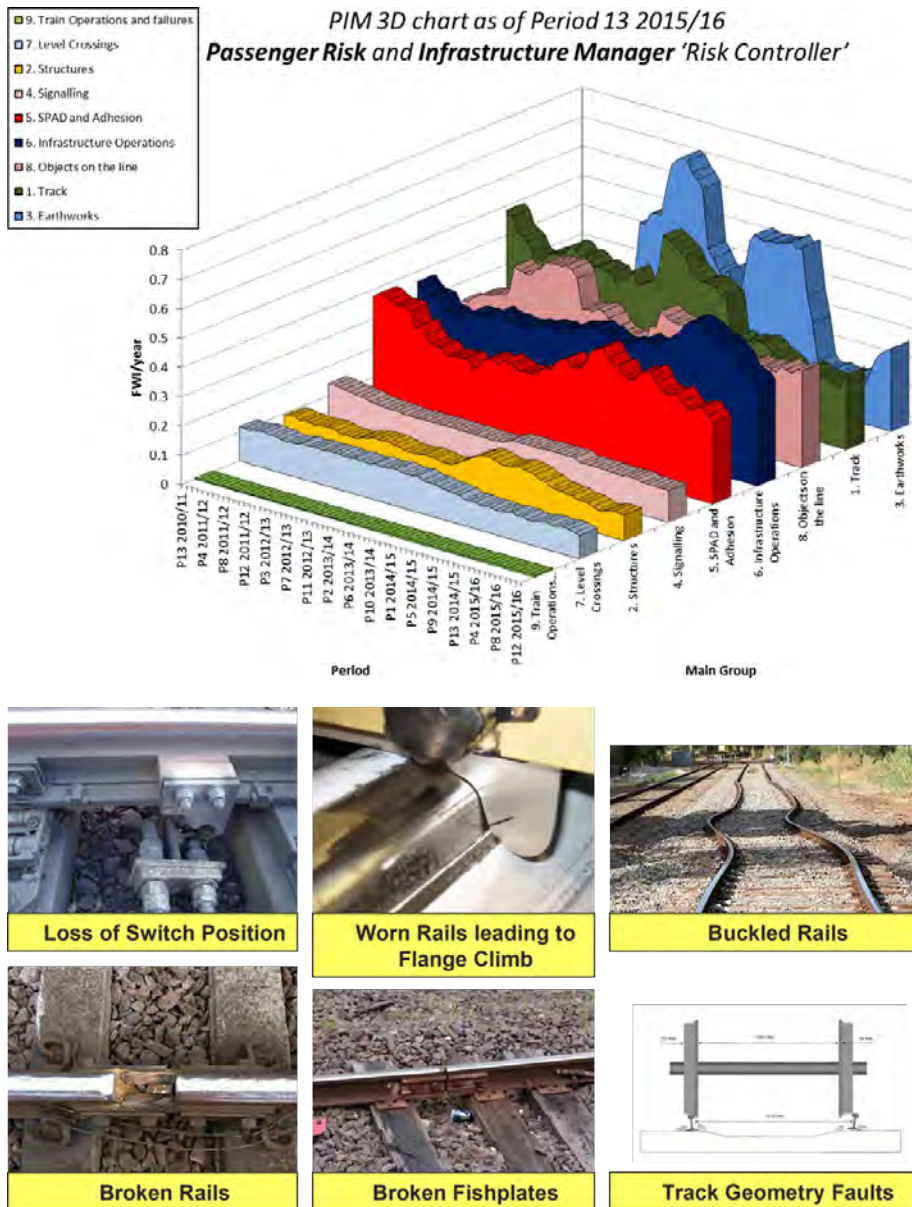 PIM 3D chart as of Period 13 2015/16
Passenger Risk and Infrastructure Manager ‘Risk Controller’
9. Train Operations and failures
7. Level Crossings
2. Structures
4. Signalling
5. SPAD and Adhesion
6. Infrastructure Operations
8. Objects on the line
1. Track
3. Earthworks
FWI/year
0.8
0.7
0.6
0.5
0.4
0.3
0.2
0.1
0
P13 2010/11
P4 2011/12
P8 2011/12
P12 2011/12
P3 2012/13
P7 2012/13
P11 2012/13
P2 2013/14
P6 2013/14
P10 2013/14
P1 2014/15
P5 2014/15
P9 2014/15
P13 2014/15
P4 2015/16
P8 2015/16
P12 2015/16
Period
9. Train
Operations...
7. Level
Crossings
2. Structures
4. Signalling
5. SPAD and
Adhesion
6. Infrastructure
Operations
8. Objects on
the line
1. Track
3. Earthworks
Main Group
Loss of Switch Position
Worn Rails leading to
Flange Climb
Buckled Rails
Broken Rails
Broken Fishplates
Track Geometry Faults